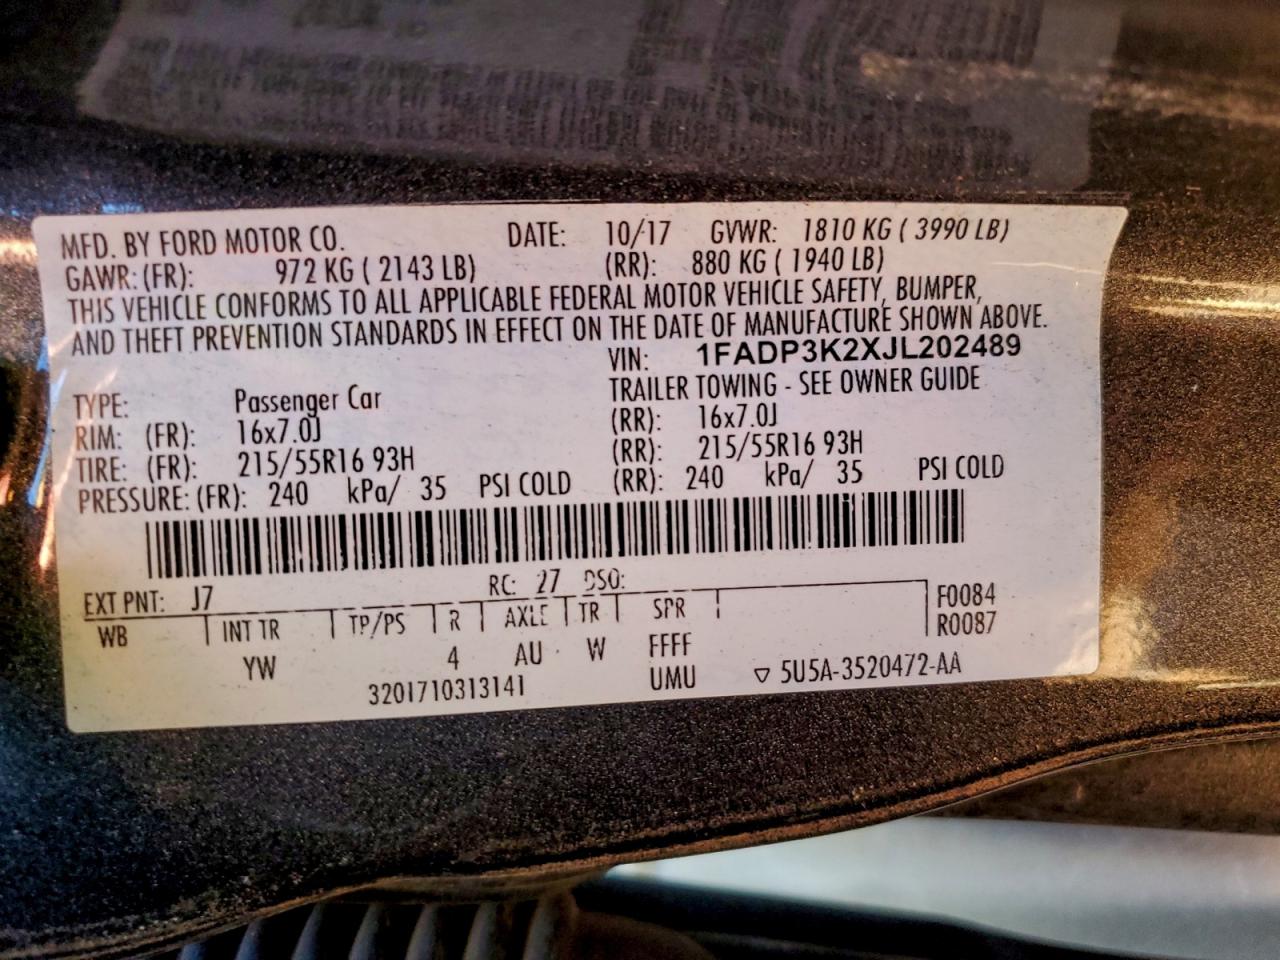 MFD. BY FORD MOTOR CO. DATE: 10/17 GVWR: 1810 KG ( 3990 LB)
GAWR: (FR): 972 KG ( 2143 LB) (RR): 880 KG ( 1940 LB)
THIS VEHICLE CONFORMS TO ALL APPLICABLE FEDERAL MOTOR VEHICLE SAFETY, BUMPER,
AND THEFT PREVENTION STANDARDS IN EFFECT ON THE DATE OF MANUFACTURE SHOWN ABOVE.
VIN: 1FADP3K2XJL202489
TYPE: Passenger Car TRAILER TOWING - SEE OWNER GUIDE
RIM: (FR): 16x7.0J (RR): 16x7.0J
TIRE: (FR): 215/55R16 93H (RR): 215/55R16 93H
PRESSURE: (FR): 240 kPa/ 35 PSI COLD (RR): 240 kPa/ 35 PSI COLD
EXT PNT: J7 RC: 27 DSO: F0084
WB INT TR TP/PS R AXLE TR SPR R0087
YW 4 AU W FFFF
3201710313141 UMU ▽ 5U5A-3520472-AA